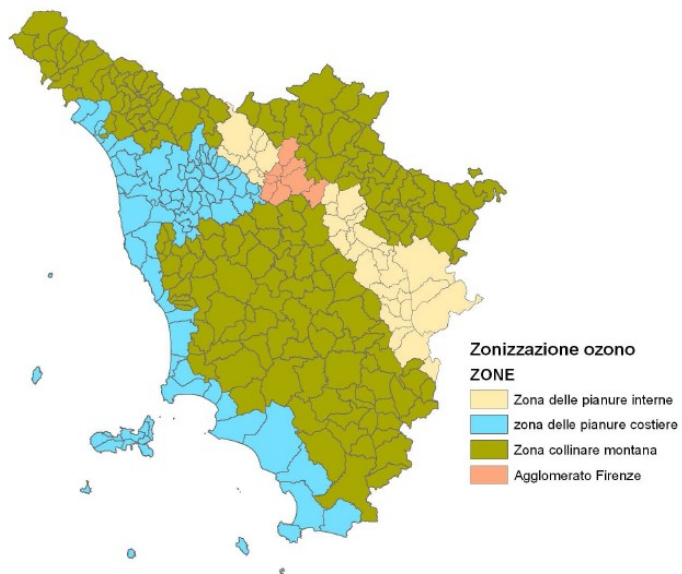 Zonizzazione ozono
ZONE
Zona delle pianure interne
zona delle pianure costiere
Zona collinare montana
Agglomerato Firenze